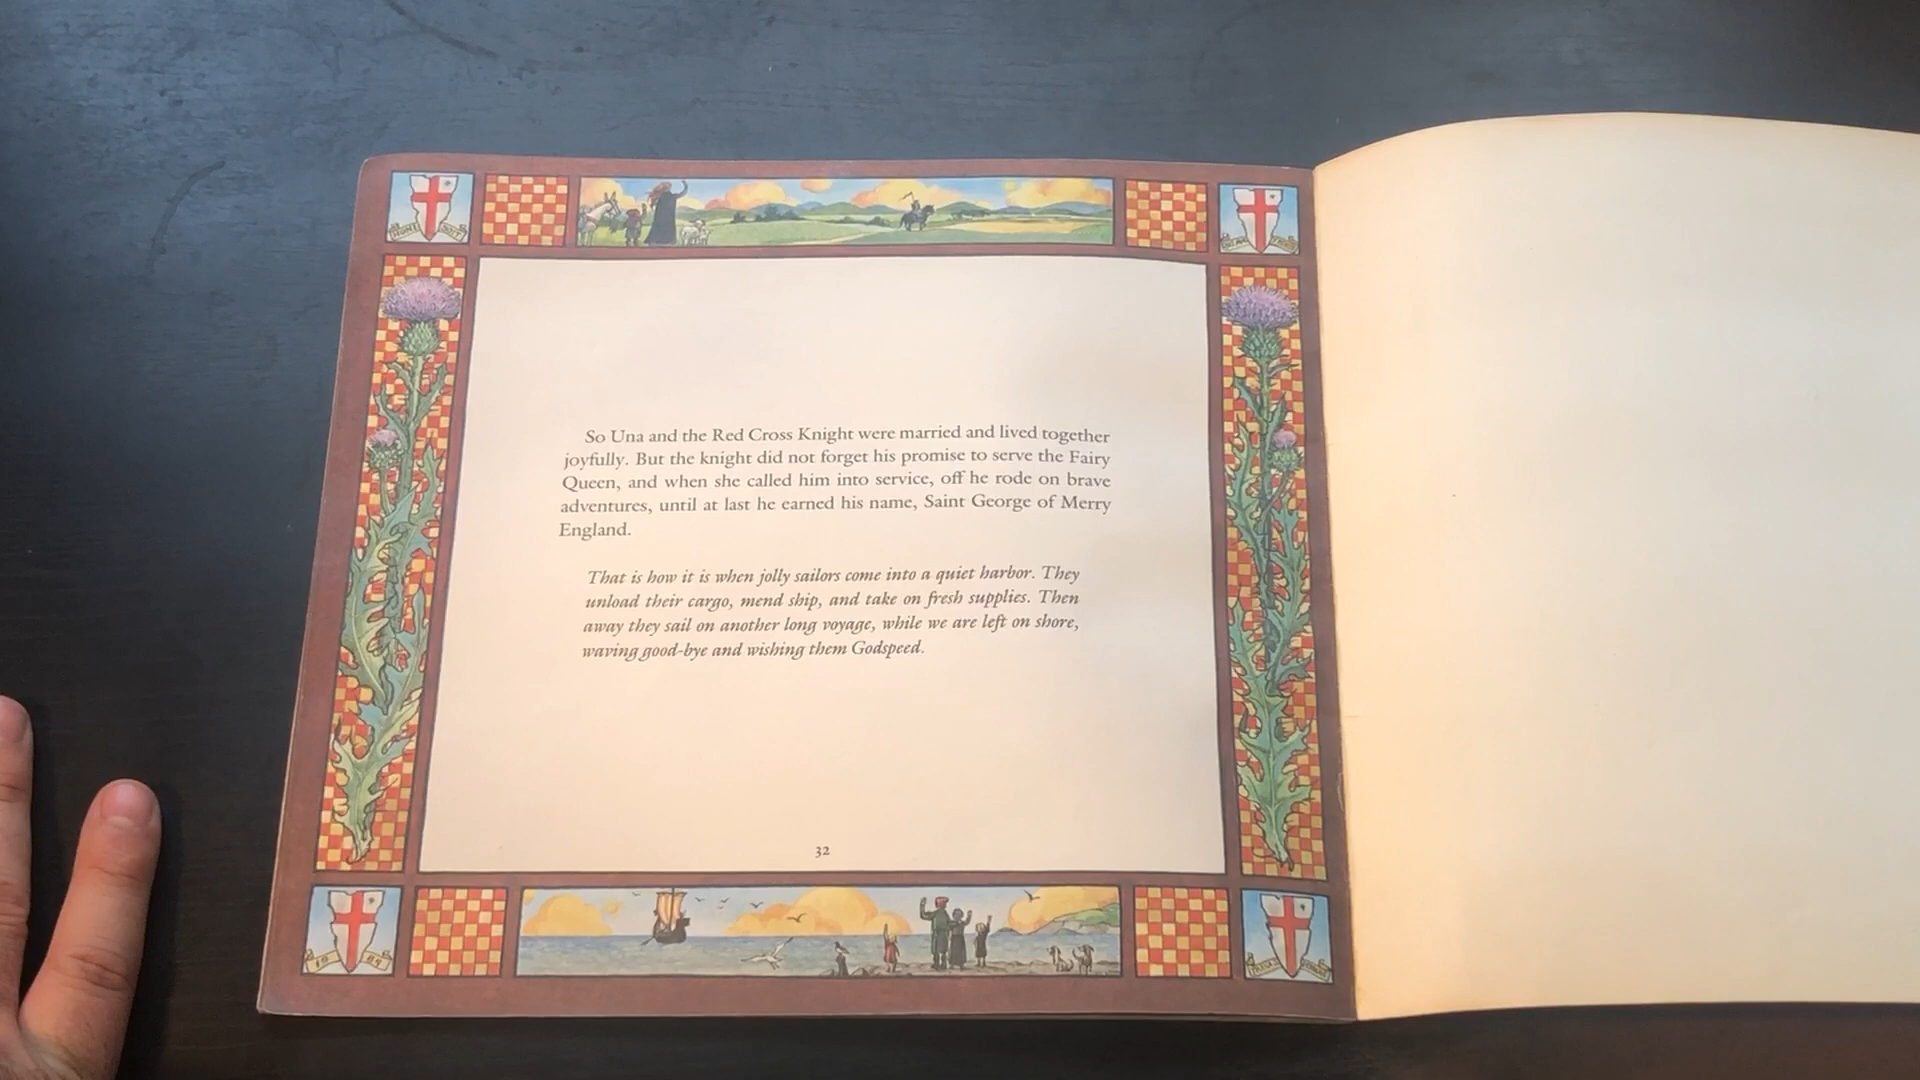 So Una and the Red Cross Knight were married and lived together
joyfully. But the knight did not forget his promise to serve the Fairy
Queen, and when she called him into service, off he rode on brave
adventures, until at last he earned his name, Saint George of Merry
England.
That is how it is when jolly sailors come into a quiet harbor. They
unload their cargo, mend ship, and take on fresh supplies. Then
away they sail on another long voyage, while we are left on shore,
waving good-bye and wishing them Godspeed.
32